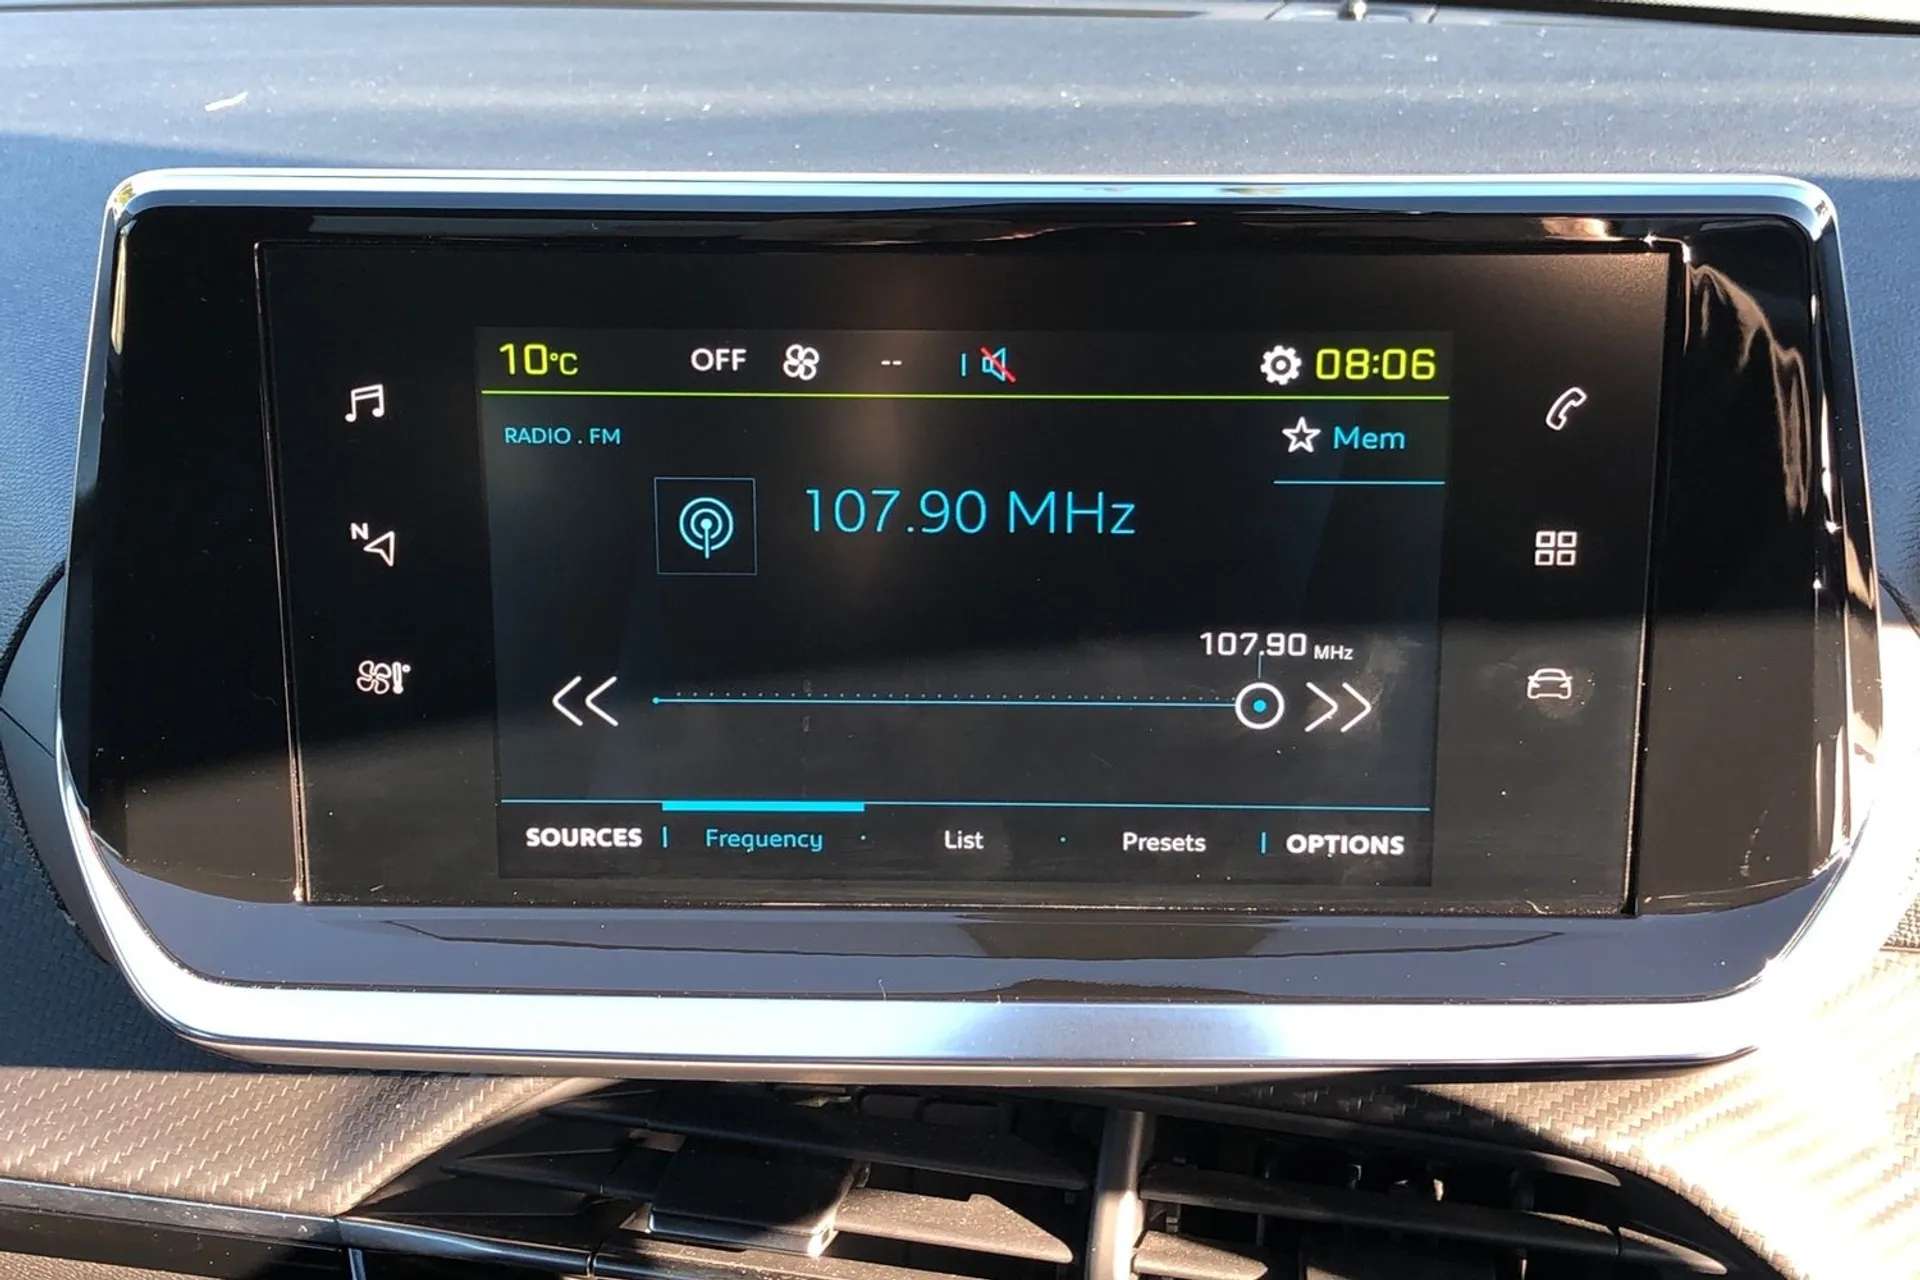 10°C OFF -- 08:06
RADIO . FM
Mem
107.90 MHz
N
107.90 MHz
SOURCES | Frequency · List · Presets | OPTIONS